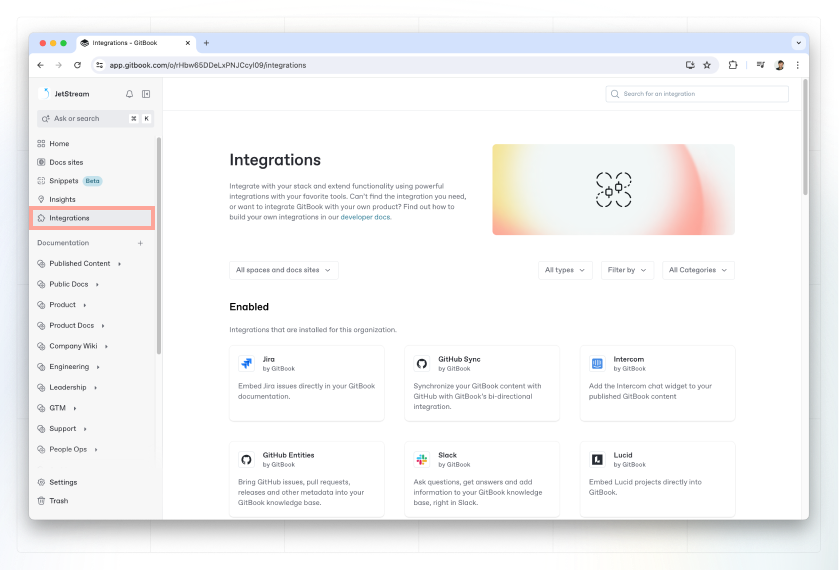 Integrations - GitBook
app.gitbook.com/o/rHbw65DDeLxPNJCcyI09/integrations
JetStream
Search for an integration
Ask or search
⌘ K
Home
Docs sites
Snippets Beta
Insights
Integrations
Documentation
Published Content
Public Docs
Product
Product Docs
Company Wiki
Engineering
Leadership
GTM
Support
People Ops
Settings
Trash
Integrations
Integrate with your stack and extend functionality using powerful
integrations with your favorite tools. Can't find the integration you need,
or want to integrate GitBook with your own product? Find out how to
build your own integrations in our developer docs.
All spaces and docs sites
All types
Filter by
All Categories
Enabled
Integrations that are installed for this organization.
Jira
by GitBook
Embed Jira issues directly in your GitBook
documentation.
GitHub Sync
by GitBook
Synchronize your GitBook content with
GitHub with GitBook's bi-directional
integration.
Intercom
by GitBook
Add the Intercom chat widget to your
published GitBook content
GitHub Entities
by GitBook
Bring GitHub issues, pull requests,
releases and other metadata into your
GitBook knowledge base.
Slack
by GitBook
Ask questions, get answers and add
information to your GitBook knowledge
base, right in Slack.
Lucid
by GitBook
Embed Lucid projects directly into
GitBook.